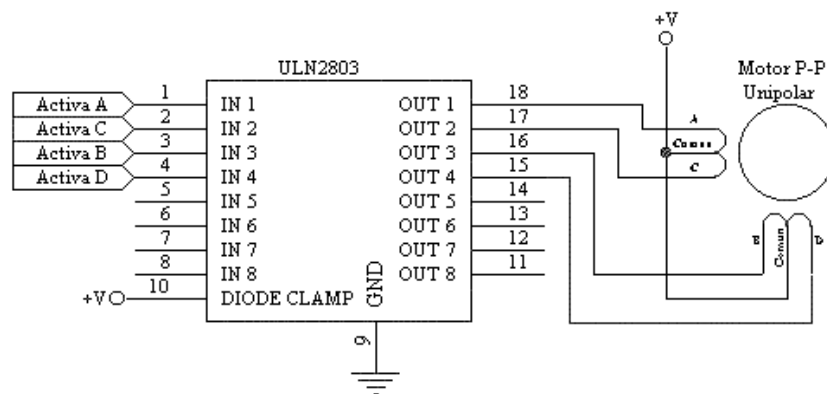 +V
ULN2803
Motor P-P
Unipolar
Activa A
Activa C
Activa B
Activa D
1
2
3
4
5
6
7
8
10
IN 1
IN 2
IN 3
IN 4
IN 5
IN 6
IN 7
IN 8
DIODE CLAMP
+V
GND
9
OUT 1
OUT 2
OUT 3
OUT 4
OUT 5
OUT 6
OUT 7
OUT 8
18
17
16
15
14
13
12
11
A
Comun
C
B
Comun
D